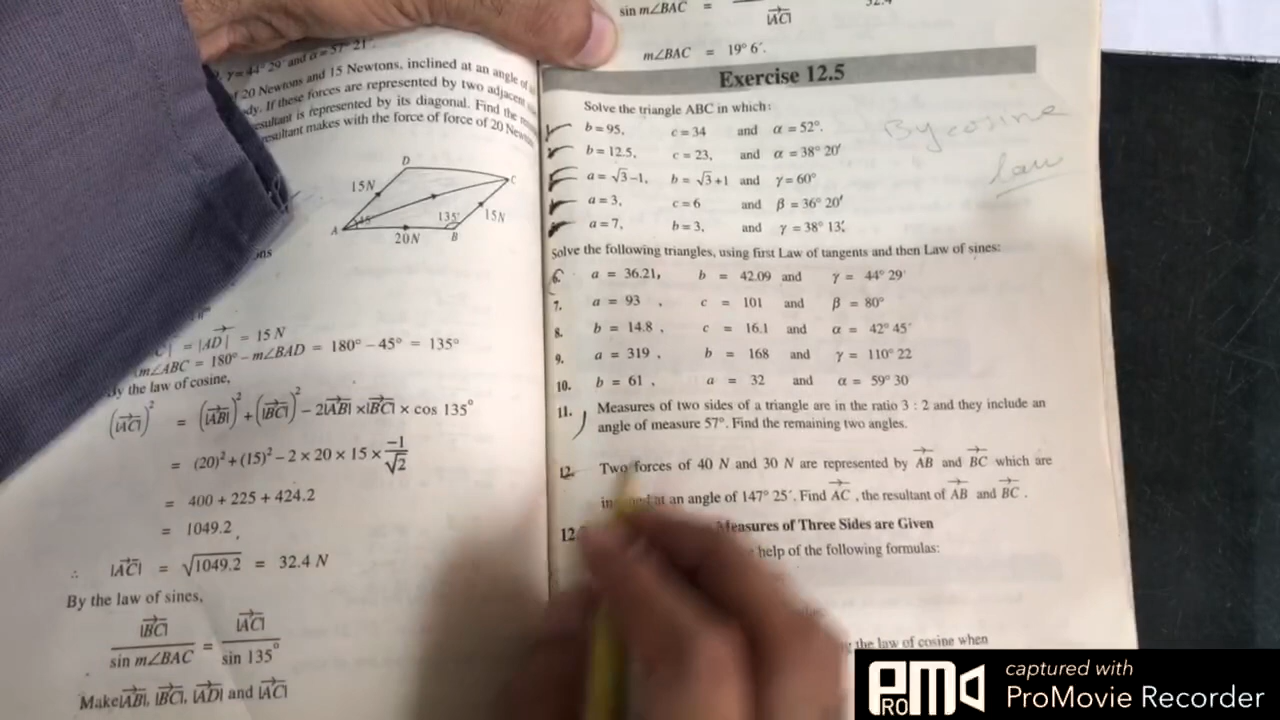 γ = 44° 29′ and α = 57° 21′
20 Newtons and 15 Newtons, inclined at an angle of
If these forces are represented by two adjacent
is represented by its diagonal. Find the
resultant makes with the force of force of 20
D
C
15N
15N
135°
A
20N
B
= |AD| = 15 N
m∠ABC = 180° − m∠BAD = 180° − 45° = 135°
By the law of cosine,
(|AC|)² = (|AB|)² + (|BC|)² − 2|AB| × |BC| × cos 135°
= (20)² + (15)² − 2 × 20 × 15 × −1/√2
= 400 + 225 + 424.2
= 1049.2,
∴ |AC| = √1049.2 = 32.4 N
By the law of sines,
|BC| / sin m∠BAC = |AC| / sin 135°
Make |AB|, |BC|, |AD| and |AC|
sin m∠BAC = |AC| 32.4
m∠BAC = 19° 6′.
Exercise 12.5
Solve the triangle ABC in which:
b = 95, c = 34 and α = 52°.
b = 12.5, c = 23, and α = 38° 20′
a = √3 −1, b = √3 +1 and γ = 60°
a = 3, c = 6 and β = 36° 20′
a = 7, b = 3, and γ = 38° 13′.
By cosine
law
Solve the following triangles, using first Law of tangents and then Law of sines:
6. a = 36.21, b = 42.09 and γ = 44° 29′
7. a = 93 , c = 101 and β = 80°
8. b = 14.8 , c = 16.1 and α = 42° 45′
9. a = 319 , b = 168 and γ = 110° 22
10. b = 61 , a = 32 and α = 59° 30
11. Measures of two sides of a triangle are in the ratio 3 : 2 and they include an
angle of measure 57°. Find the remaining two angles.
12. Two forces of 40 N and 30 N are represented by AB and BC which are
at an angle of 147° 25′. Find AC , the resultant of AB and BC .
Measures of Three Sides are Given
help of the following formulas:
the law of cosine when
PRO M
captured with
ProMovie Recorder